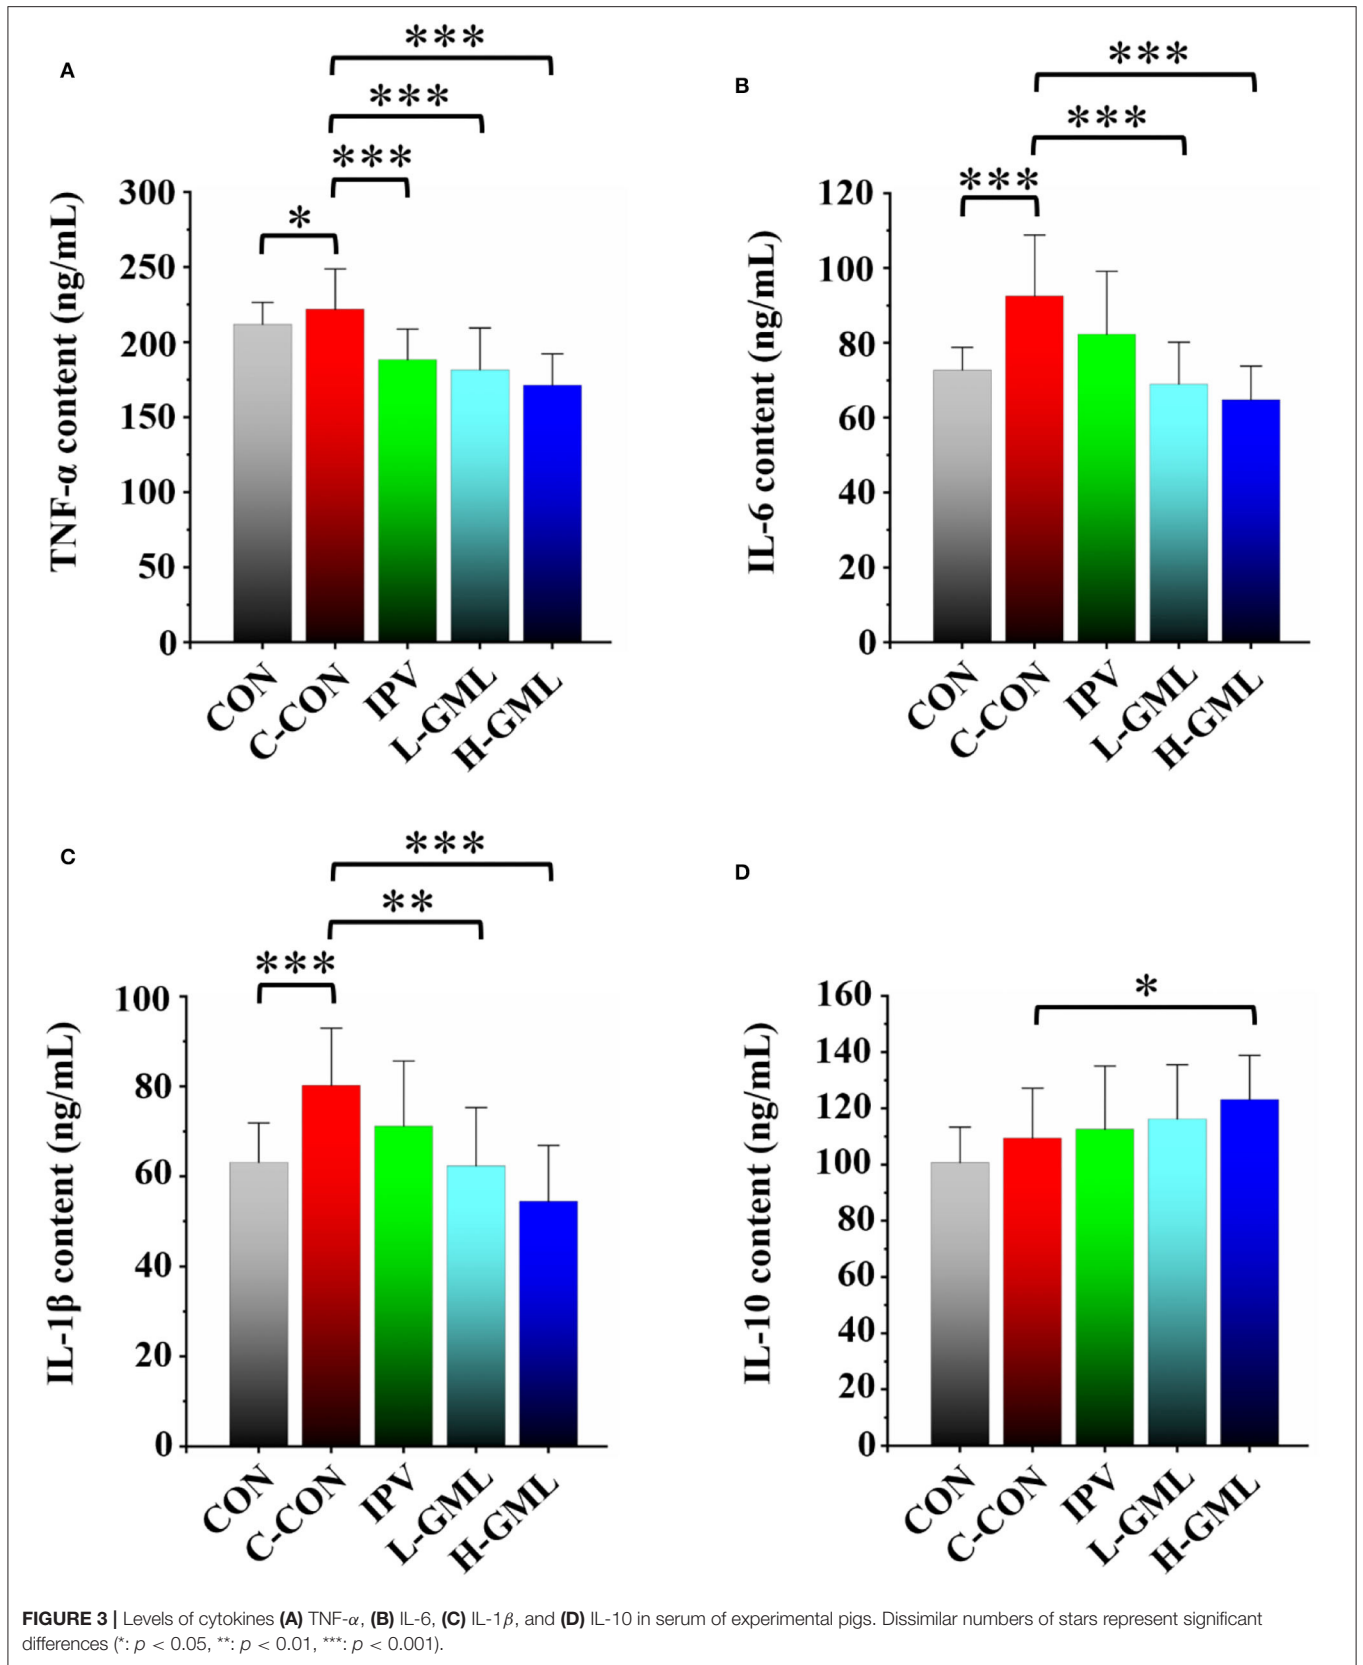 A
***
***
***
*
TNF-α content (ng/mL)
300
250
200
150
100
50
0
CON
C-CON
IPV
L-GML
H-GML
B
***
***
***
IL-6 content (ng/mL)
120
100
80
60
40
20
0
CON
C-CON
IPV
L-GML
H-GML
C
***
**
***
IL-1β content (ng/mL)
100
80
60
40
20
0
CON
C-CON
IPV
L-GML
H-GML
D
*
IL-10 content (ng/mL)
160
140
120
100
80
60
40
20
0
CON
C-CON
IPV
L-GML
H-GML
FIGURE 3 | Levels of cytokines (A) TNF-α, (B) IL-6, (C) IL-1β, and (D) IL-10 in serum of experimental pigs. Dissimilar numbers of stars represent significant
differences (*: p < 0.05, **: p < 0.01, ***: p < 0.001).